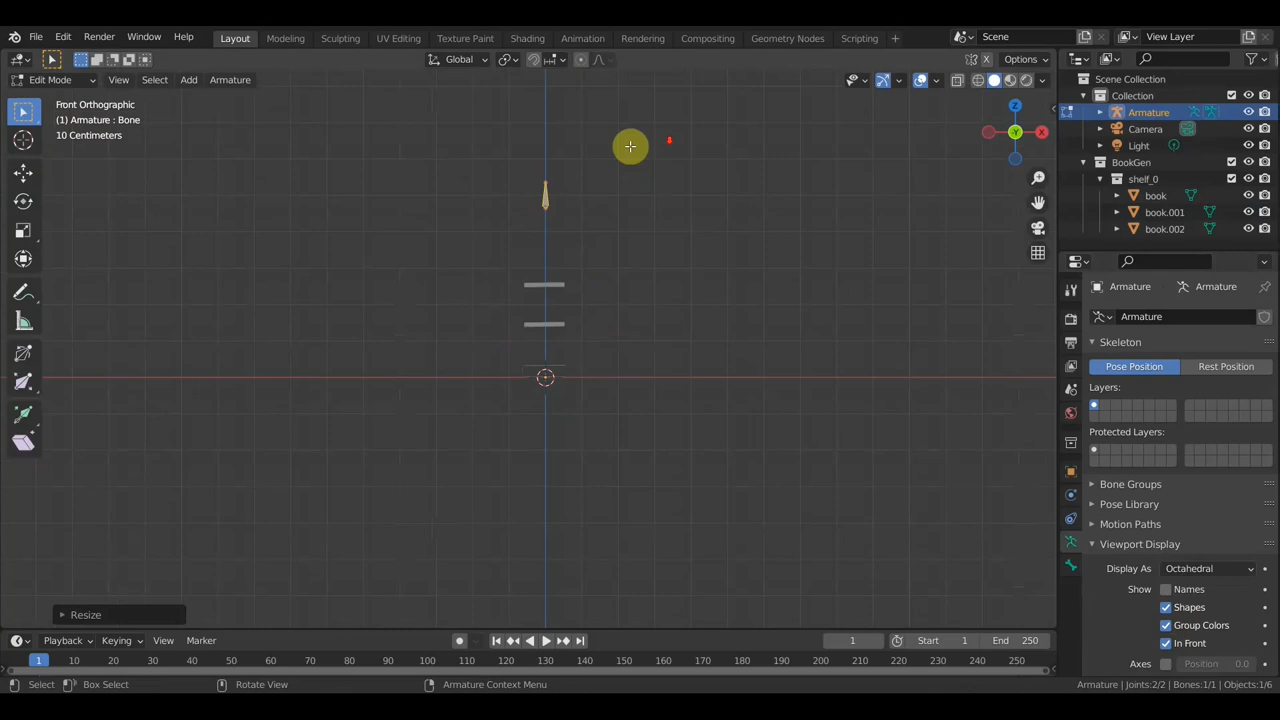 File Edit Render Window Help Layout Modeling Sculpting UV Editing Texture Paint Shading Animation Rendering Compositing Geometry Nodes Scripting + Scene View Layer
Global X Options
Edit Mode View Select Add Armature
Front Orthographic
(1) Armature : Bone
10 Centimeters
Z
X
-Y
Scene Collection
Collection
Armature
Camera
Light
BookGen
shelf_0
book
book.001
book.002
Armature Armature
Armature
Skeleton
Pose Position Rest Position
Layers:
Protected Layers:
Bone Groups
Pose Library
Motion Paths
Viewport Display
Display As Octahedral
Show Names
Shapes
Group Colors
In Front
Axes Position 0.0
Resize
Playback Keying View Marker 1 Start 1 End 250
1 10 20 30 40 50 60 70 80 90 100 110 120 130 140 150 160 170 180 190 200 210 220 230 240 250
Select Box Select Rotate View Armature Context Menu Armature | Joints:2/2 | Bones:1/1 | Objects:1/6